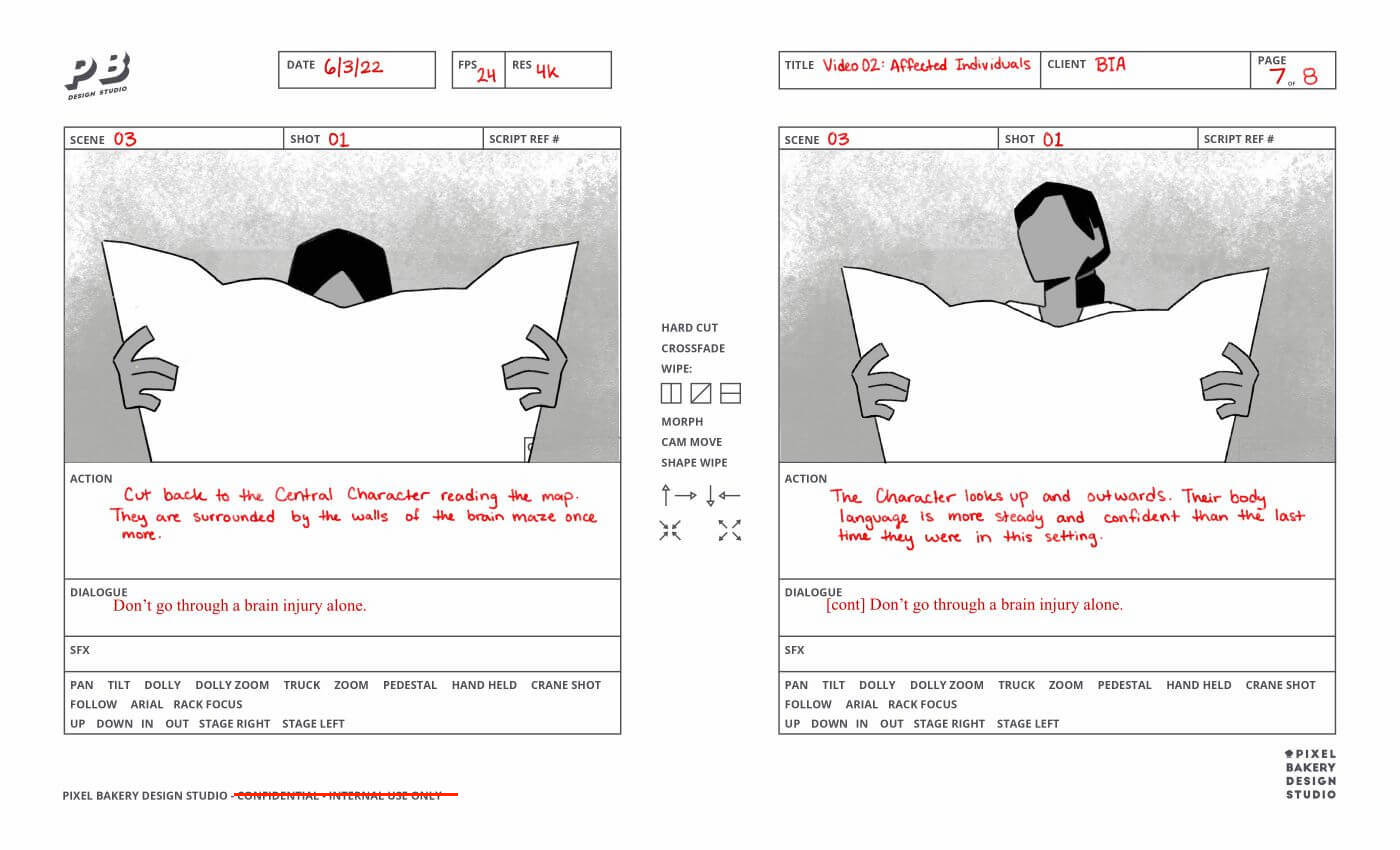 PB
DESIGN STUDIO
DATE 6/3/22
FPS 24 RES 4K
TITLE Video 02: Affected Individuals CLIENT BIA PAGE 7 OF 8
SCENE 03 SHOT 01 SCRIPT REF #
ACTION
Cut back to the Central Character reading the map.
They are surrounded by the walls of the brain maze once
more.
DIALOGUE
Don’t go through a brain injury alone.
SFX
PAN TILT DOLLY DOLLY ZOOM TRUCK ZOOM PEDESTAL HAND HELD CRANE SHOT
FOLLOW ARIAL RACK FOCUS
UP DOWN IN OUT STAGE RIGHT STAGE LEFT
HARD CUT
CROSSFADE
WIPE:
MORPH
CAM MOVE
SHAPE WIPE
SCENE 03 SHOT 01 SCRIPT REF #
ACTION
The Character looks up and outwards. Their body
language is more steady and confident than the last
time they were in this setting.
DIALOGUE
[cont] Don’t go through a brain injury alone.
SFX
PAN TILT DOLLY DOLLY ZOOM TRUCK ZOOM PEDESTAL HAND HELD CRANE SHOT
FOLLOW ARIAL RACK FOCUS
UP DOWN IN OUT STAGE RIGHT STAGE LEFT
PIXEL BAKERY DESIGN STUDIO - CONFIDENTIAL - INTERNAL USE ONLY
PIXEL
BAKERY
DESIGN
STUDIO